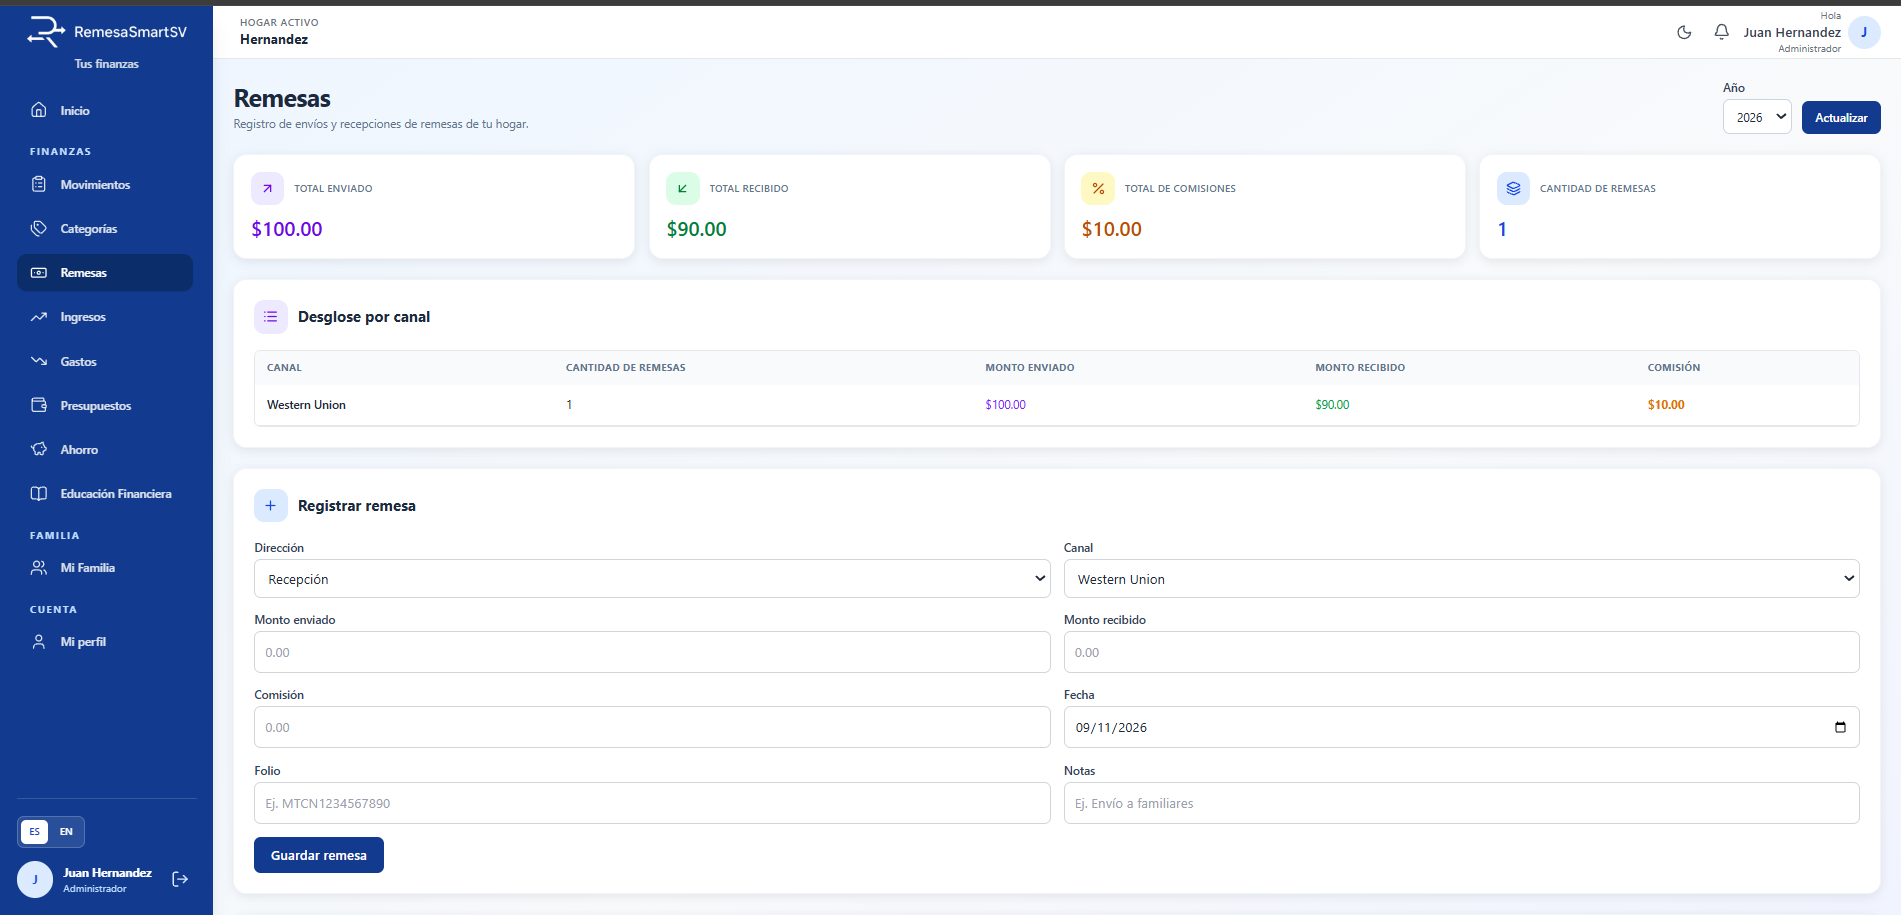 RemesaSmartSV
Tus finanzas
Inicio
FINANZAS
Movimientos
Categorías
Remesas
Ingresos
Gastos
Presupuestos
Ahorro
Educación Financiera
FAMILIA
Mi Familia
CUENTA
Mi perfil
ES EN
J
Juan Hernandez
Administrador
HOGAR ACTIVO
Hernandez
Hola
Juan Hernandez
Administrador
J
Remesas
Registro de envíos y recepciones de remesas de tu hogar.
Año
2026
Actualizar
TOTAL ENVIADO
$100.00
TOTAL RECIBIDO
$90.00
% TOTAL DE COMISIONES
$10.00
CANTIDAD DE REMESAS
1
Desglose por canal
CANAL CANTIDAD DE REMESAS MONTO ENVIADO MONTO RECIBIDO COMISIÓN
Western Union 1 $100.00 $90.00 $10.00
+ Registrar remesa
Dirección
Recepción
Canal
Western Union
Monto enviado
0.00
Monto recibido
0.00
Comisión
0.00
Fecha
09/11/2026
Folio
Ej. MTCN1234567890
Notas
Ej. Envío a familiares
Guardar remesa